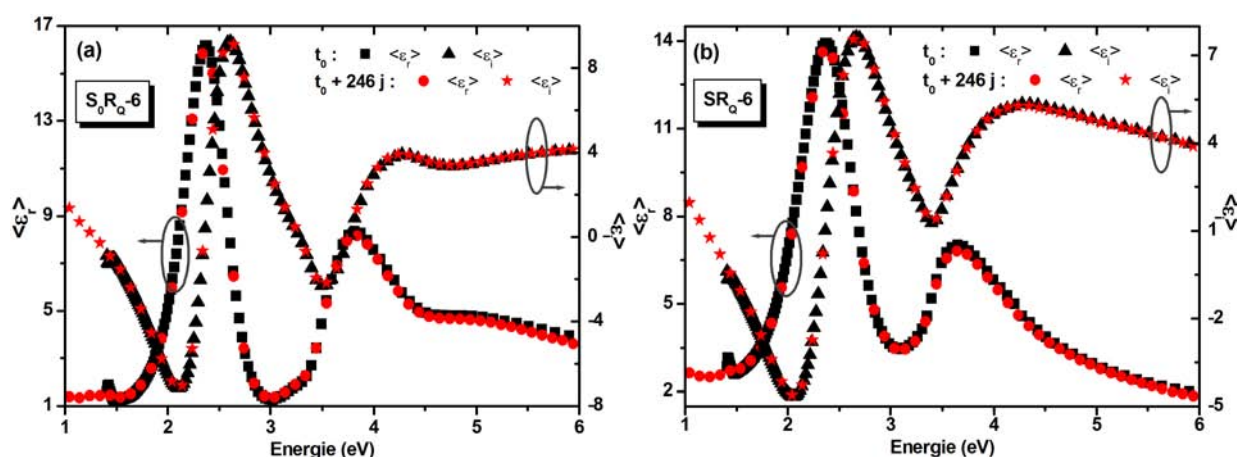 (a)
t₀ : <εᵣ> <εᵢ>
t₀ + 246 j : <εᵣ> <εᵢ>
S₀R_Q-6
<εᵣ>
17
13
9
5
1
8
4
0
-4
-8
<εᵢ>
1 2 3 4 5 6
Energie (eV)
(b)
t₀ : <εᵣ> <εᵢ>
t₀ + 246 j : <εᵣ> <εᵢ>
SR_Q-6
<εᵣ>
14
11
8
5
2
7
4
1
-2
-5
<εᵢ>
1 2 3 4 5 6
Energie (eV)